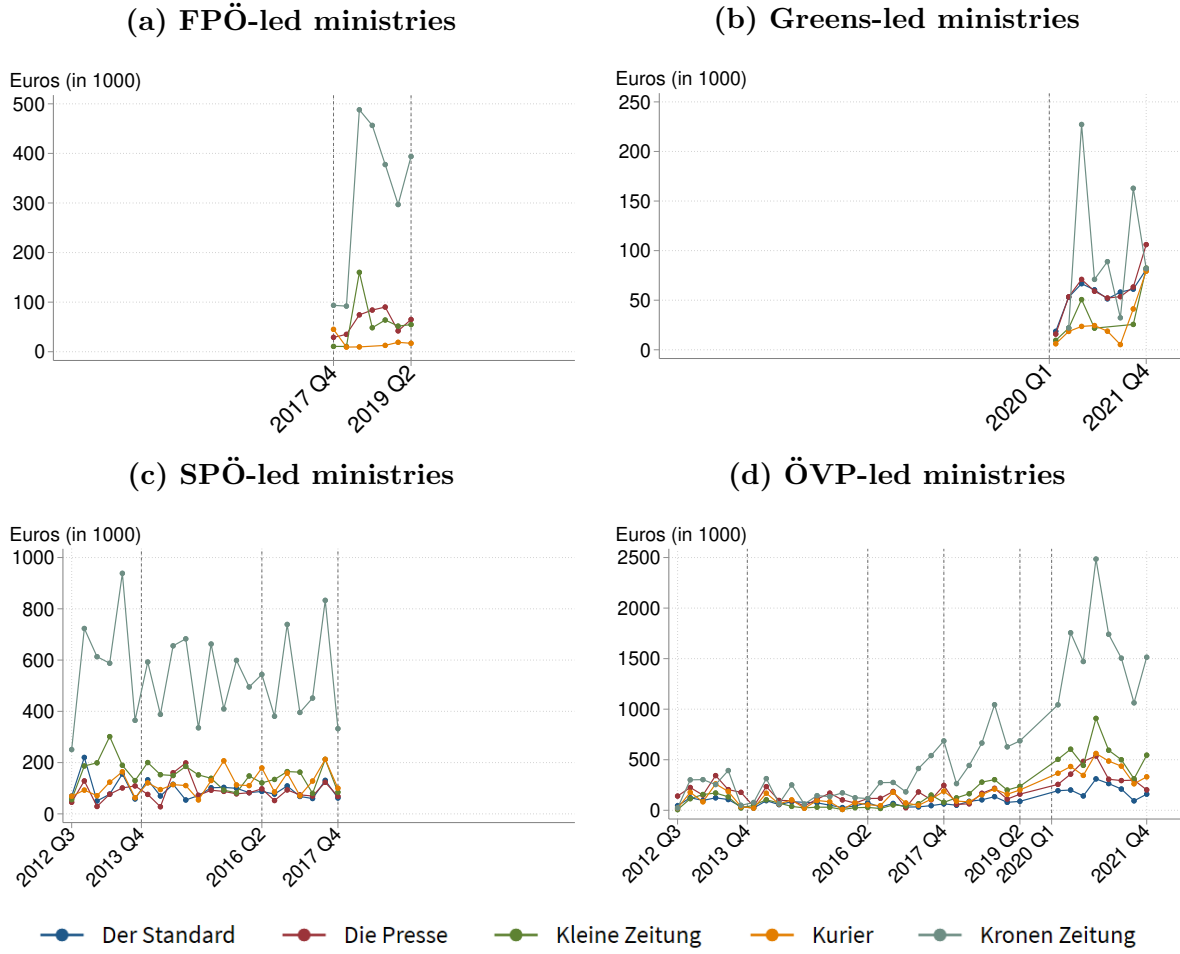 (a) FPÖ-led ministries
Euros (in 1000)
500
400
300
200
100
0
2017 Q4
2019 Q2
(b) Greens-led ministries
Euros (in 1000)
250
200
150
100
50
0
2020 Q1
2021 Q4
(c) SPÖ-led ministries
Euros (in 1000)
1000
800
600
400
200
0
2012 Q3
2013 Q4
2016 Q2
2017 Q4
(d) ÖVP-led ministries
Euros (in 1000)
2500
2000
1500
1000
500
0
2012 Q3
2013 Q4
2016 Q2
2017 Q4
2019 Q2
2020 Q1
2021 Q4
Der Standard
Die Presse
Kleine Zeitung
Kurier
Kronen Zeitung